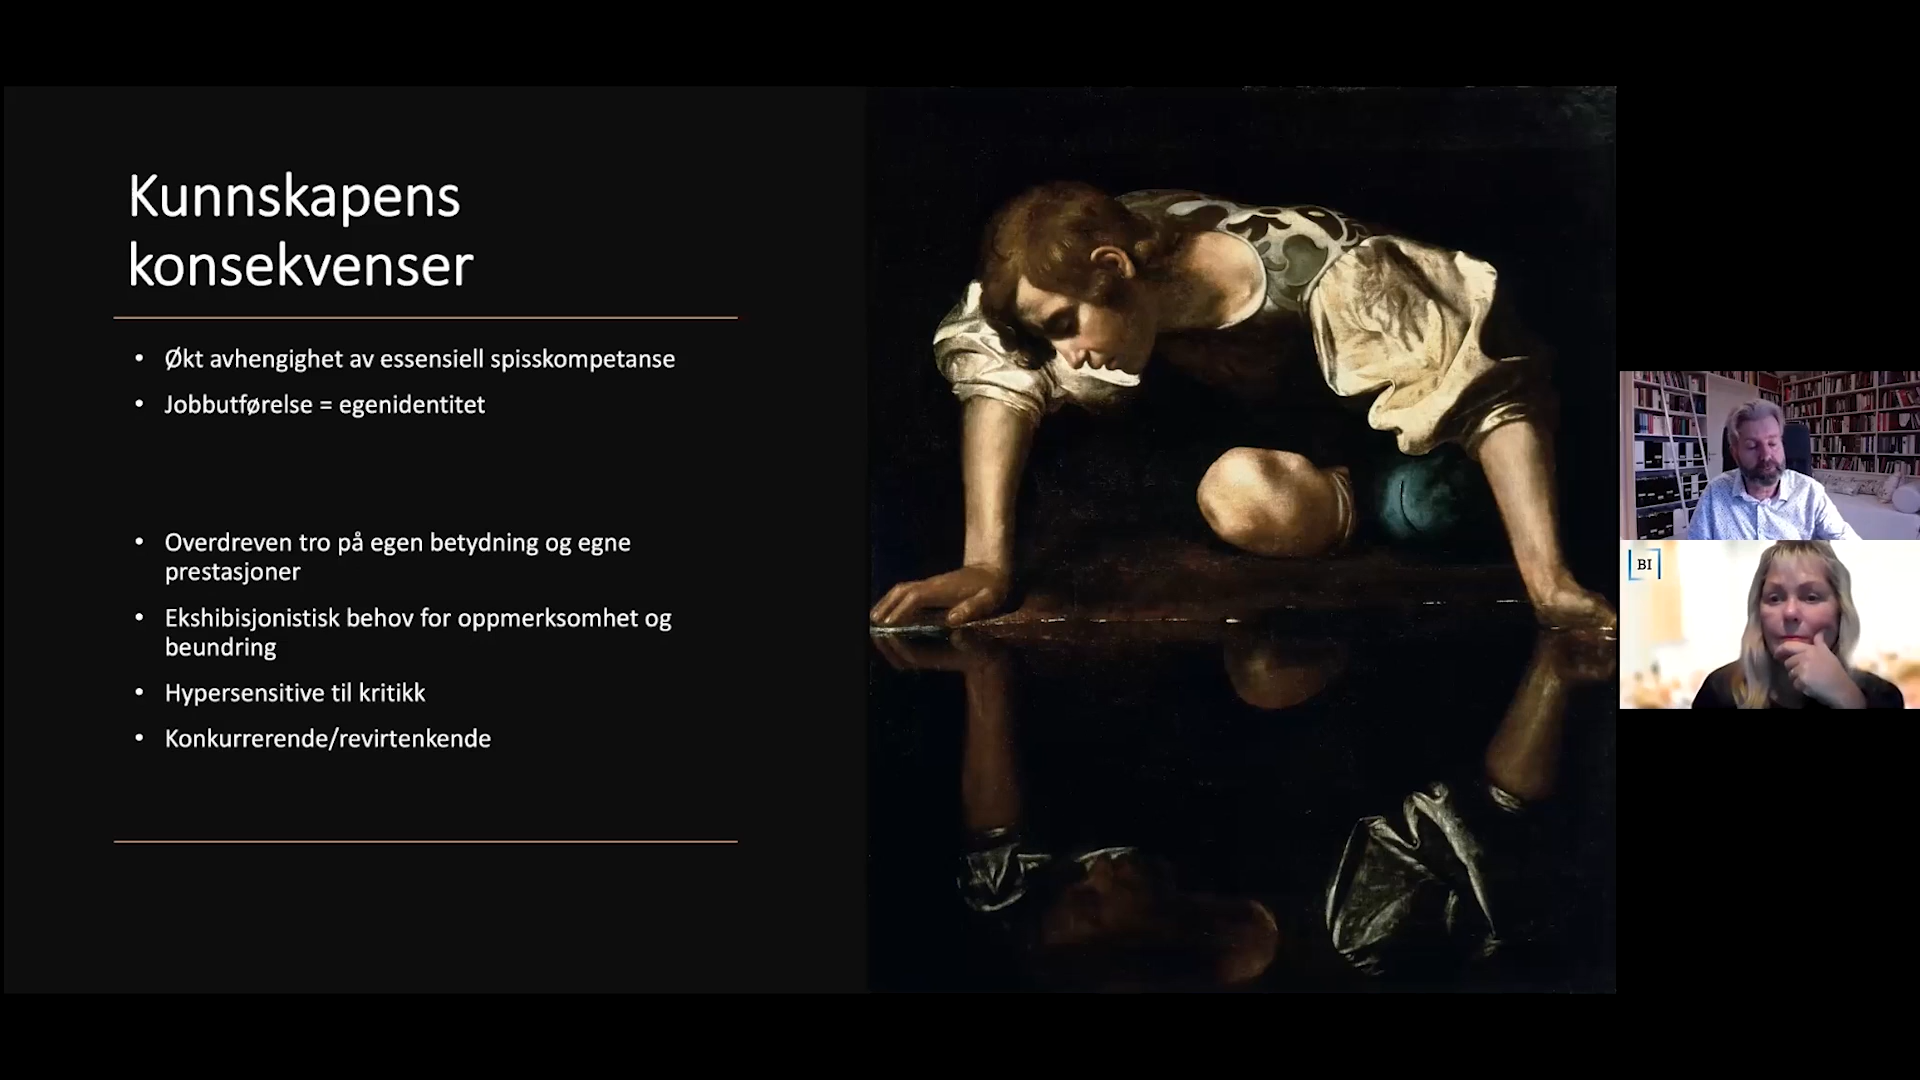 Kunnskapens
konsekvenser
• Økt avhengighet av essensiell spisskompetanse
• Jobbutførelse = egenidentitet
• Overdreven tro på egen betydning og egne
prestasjoner
• Ekshibisjonistisk behov for oppmerksomhet og
beundring
• Hypersensitive til kritikk
• Konkurrerende/revirtenkende
BI